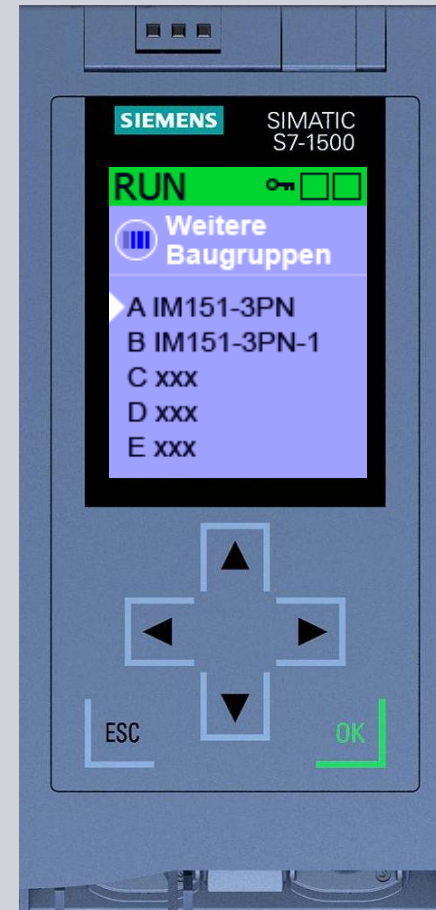 SIEMENS
SIMATIC
S7-1500
RUN
Weitere
Baugruppen
A IM151-3PN
B IM151-3PN-1
C xxx
D xxx
E xxx
ESC
OK